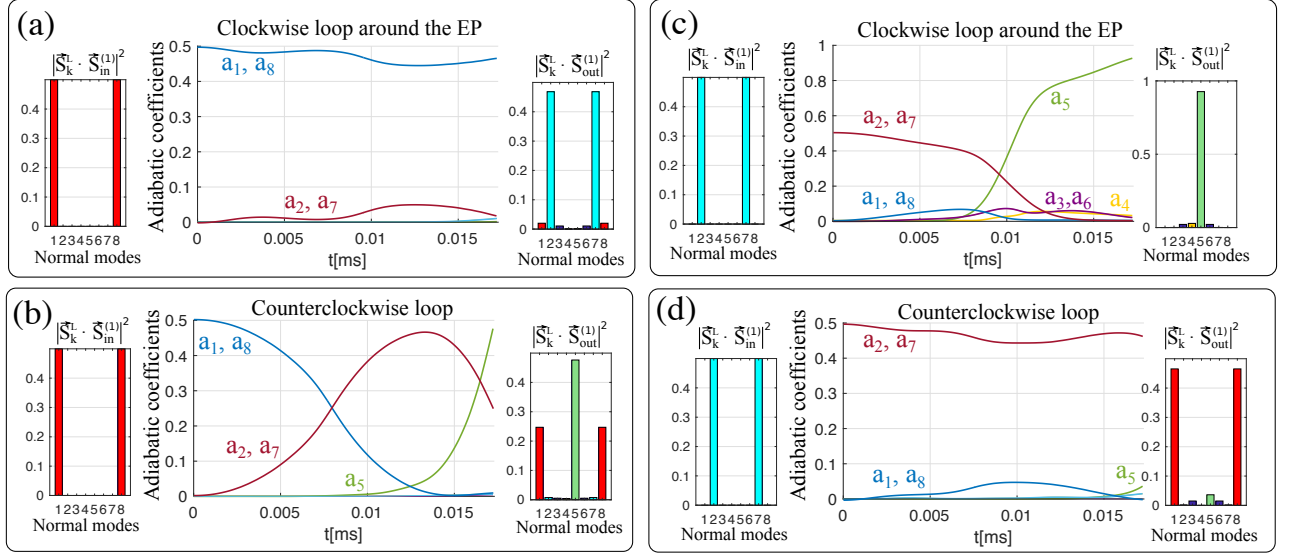 (a)
Clockwise loop around the EP
|S⃗ₖᴸ · S⃗ᵢₙ⁽¹⁾|²
0.4
0.3
0.2
0.1
0
12345678
Normal modes
Adiabatic coefficients
0.5
0.4
0.3
0.2
0.1
0
a₁, a₈
a₂, a₇
0 0.005 0.01 0.015
t[ms]
|S⃗ₖᴸ · S⃗ₒᵤₜ⁽¹⁾|²
0.4
0.3
0.2
0.1
0
12345678
Normal modes
(b)
Counterclockwise loop
|S⃗ₖᴸ · S⃗ᵢₙ⁽¹⁾|²
0.4
0.3
0.2
0.1
0
12345678
Normal modes
Adiabatic coefficients
0.5
0.4
0.3
0.2
0.1
0
a₁, a₈
a₂, a₇
a₅
0 0.005 0.01 0.015
t[ms]
|S⃗ₖᴸ · S⃗ₒᵤₜ⁽¹⁾|²
0.4
0.3
0.2
0.1
0
12345678
Normal modes
(c)
Clockwise loop around the EP
|S⃗ₖᴸ · S⃗ᵢₙ⁽¹⁾|²
0.4
0.3
0.2
0.1
0
12345678
Normal modes
Adiabatic coefficients
1
0.8
0.6
0.4
0.2
0
a₅
a₂, a₇
a₁, a₈
a₃,a₆
a₄
0 0.005 0.01 0.015
t[ms]
|S⃗ₖᴸ · S⃗ₒᵤₜ⁽¹⁾|²
1
0.5
0
12345678
Normal modes
(d)
Counterclockwise loop
|S⃗ₖᴸ · S⃗ᵢₙ⁽¹⁾|²
0.4
0.3
0.2
0.1
0
12345678
Normal modes
Adiabatic coefficients
0.5
0.4
0.3
0.2
0.1
0
a₂, a₇
a₁, a₈
a₅
0 0.005 0.01 0.015
t[ms]
|S⃗ₖᴸ · S⃗ₒᵤₜ⁽¹⁾|²
0.4
0.3
0.2
0.1
0
12345678
Normal modes